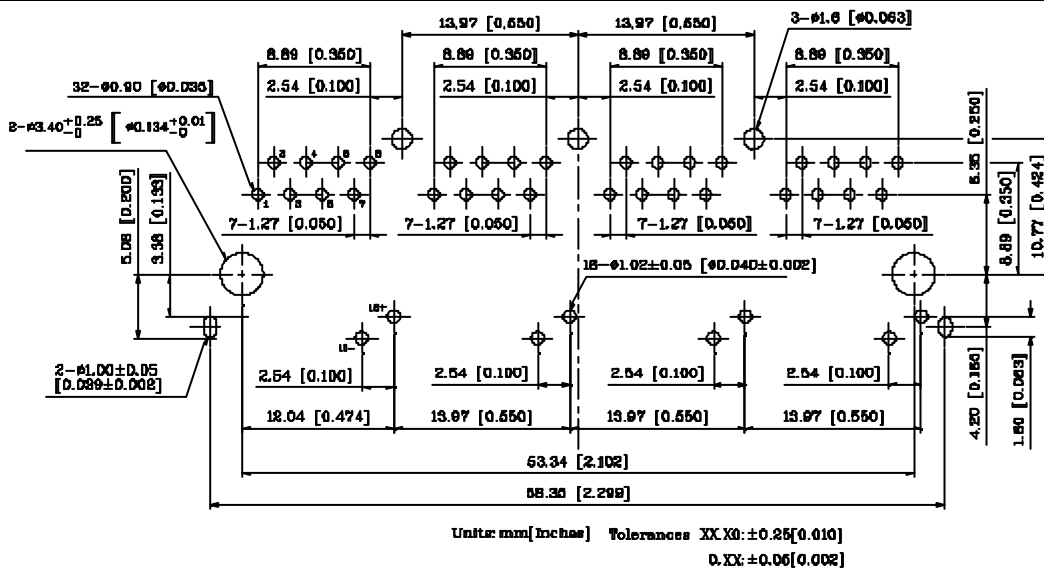 13.97 [0.550] 13.97 [0.550] 3-ø1.6 [ø0.063]
8.89 [0.350] 8.89 [0.350] 8.89 [0.350] 8.89 [0.350]
2.54 [0.100] 2.54 [0.100] 2.54 [0.100] 2.54 [0.100]
32-ø0.90 [ø0.035]
2-ø3.40+0.25 -0 [ø0.134+0.01 -0]
2 4 6 8
1 3 5 7
7-1.27 [0.050] 7-1.27 [0.050] 7-1.27 [0.050] 7-1.27 [0.050]
5.08 [0.200]
3.38 [0.133]
6.35 [0.250]
8.89 [0.350]
10.77 [0.424]
16-ø1.02±0.05 [ø0.040±0.002]
2-ø1.00±0.05
[0.039±0.002]
2.54 [0.100] 2.54 [0.100] 2.54 [0.100] 2.54 [0.100]
12.04 [0.474] 13.97 [0.550] 13.97 [0.550] 13.97 [0.550]
1.60 [0.063]
53.34 [2.102]
58.35 [2.299]
Units: mm[Inches] Tolerances XX.X0: ±0.25[0.010]
0.XX: ±0.05[0.002]